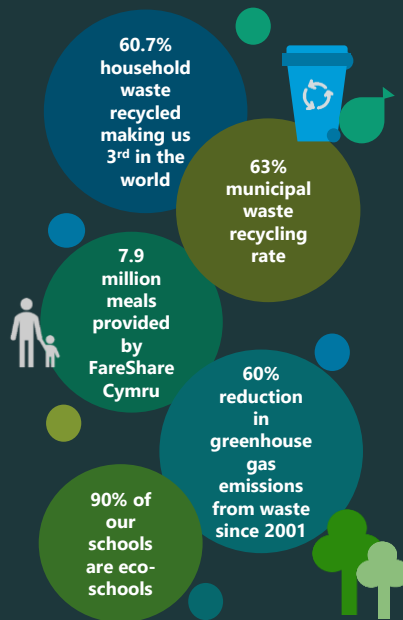 60.7%
household
waste
recycled
making us
3rd in the
world
63%
municipal
waste
recycling
rate
7.9
million
meals
provided
by
FareShare
Cymru
60%
reduction
in
greenhouse
gas
emissions
from waste
since 2001
90% of
our
schools
are eco-
schools